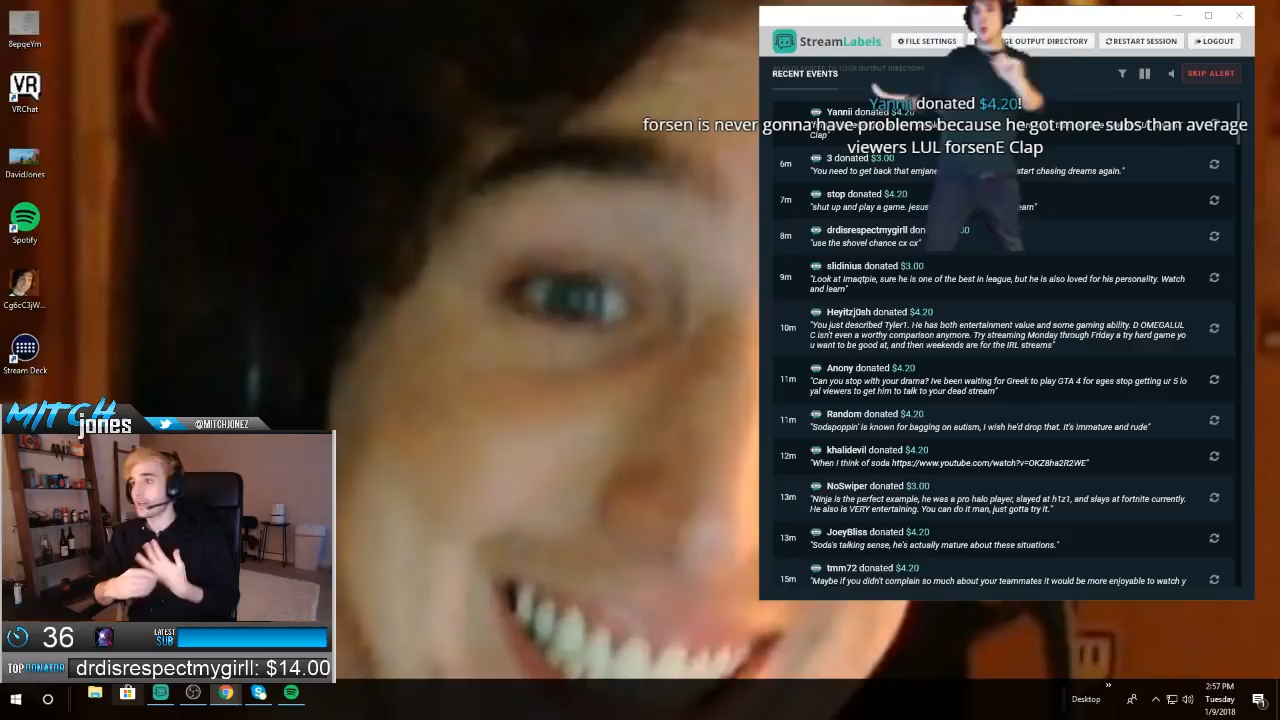 8epqeYm
VR
VRChat
DavidJones
Spotify
Cg6cC3jW...
Stream Deck
StreamLabels
FILE SETTINGS
GE OUTPUT DIRECTORY
RESTART SESSION
LOGOUT
RECENT EVENTS
SKIP ALERT
Yannii donated $4.20!
forsen is never gonna have problems because he got more subs than average
viewers LUL forsenE Clap
Yannii donated $4.20
Clap"
6m
3 donated $3.00
"You need to get back that emjane
start chasing dreams again."
7m
stop donated $4.20
"shut up and play a game. jesus
8m
drdisrespectmygirll don
"use the shovel chance cx cx"
9m
slidinius donated $3.00
"Look at Imaqtpie, sure he is one of the best in league, but he is also loved for his personality. Watch
and learn"
10m
Heyitzj0sh donated $4.20
"You just described Tyler1. He has both entertainment value and some gaming ability. D OMEGALUL
C isn't even a worthy comparison anymore. Try streaming Monday through Friday a try hard game yo
u want to be good at, and then weekends are for the IRL streams"
11m
Anony donated $4.20
"Can you stop with your drama? Ive been waiting for Greek to play GTA 4 for ages stop getting ur 5 lo
yal viewers to get him to talk to your dead stream"
11m
Random donated $4.20
"Sodapoppin' is known for bagging on autism, I wish he'd drop that. It's immature and rude"
12m
khalidevil donated $4.20
"When I think of soda https://www.youtube.com/watch?v=OKZ8ha2R2WE"
13m
NoSwiper donated $3.00
"Ninja is the perfect example, he was a pro halo player, slayed at h1z1, and slays at fortnite currently.
He also is VERY entertaining. You can do it man, just gotta try it."
13m
JoeyBliss donated $4.20
"Soda's talking sense, he's actually mature about these situations."
15m
tmm72 donated $4.20
"Maybe if you didn't complain so much about your teammates it would be more enjoyable to watch y
MITCH
jones
@MITCHJONEZ
36
LATEST
SUB
TOP DONATOR
drdisrespectmygirll: $14.00
Desktop
2:57 PM
Tuesday
1/9/2018